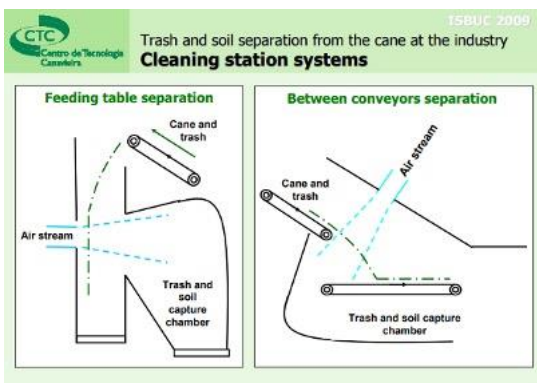 ISBUC 2009
CTC
Centro de Tecnologia
Canavieira
Trash and soil separation from the cane at the industry
Cleaning station systems
Feeding table separation
Cane and
trash
Air stream
Trash and
soil
capture
chamber
Between conveyors separation
Air stream
Cane and
trash
Trash and soil capture
chamber